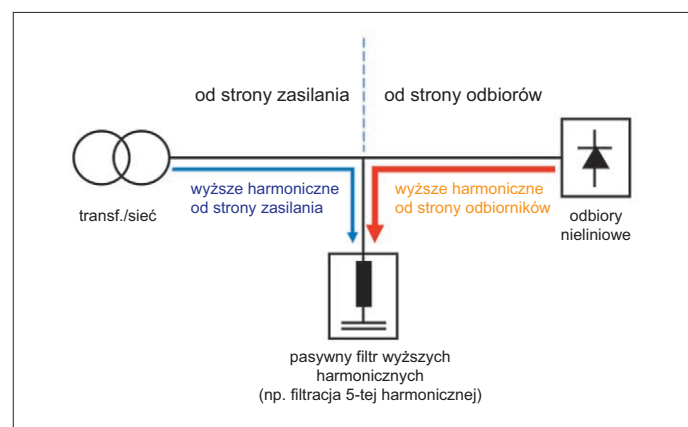 od strony zasilania
od strony odbiorów
wyższe harmoniczne
od strony zasilania
wyższe harmoniczne
od strony odbiorników
transf./sieć
odbiory
nieliniowe
pasywny filtr wyższych
harmonicznych
(np. filtracja 5-tej harmonicznej)